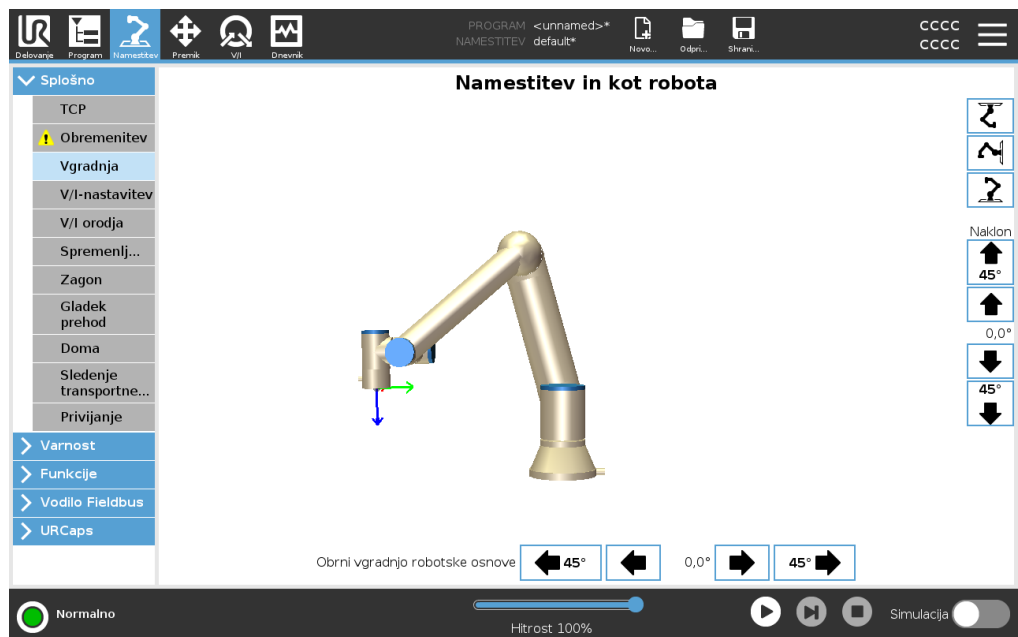 PROGRAM <unnamed>*
NAMESTITEV default*
CCCC
CCCC
Delovanje Program Namestitev Premik V/I Dnevnik Novo... Odpri... Shrani...
Splošno
TCP
Obremenitev
Vgradnja
V/I-nastavitev
V/I orodja
Spremenlj...
Zagon
Gladek
prehod
Doma
Sledenje
transportne...
Privijanje
Varnost
Funkcije
Vodilo Fieldbus
URCaps
Namestitev in kot robota
Naklon
45°
0,0°
45°
Obrni vgradnjo robotske osnove 45° 0,0° 45°
Normalno
Hitrost 100%
Simulacija